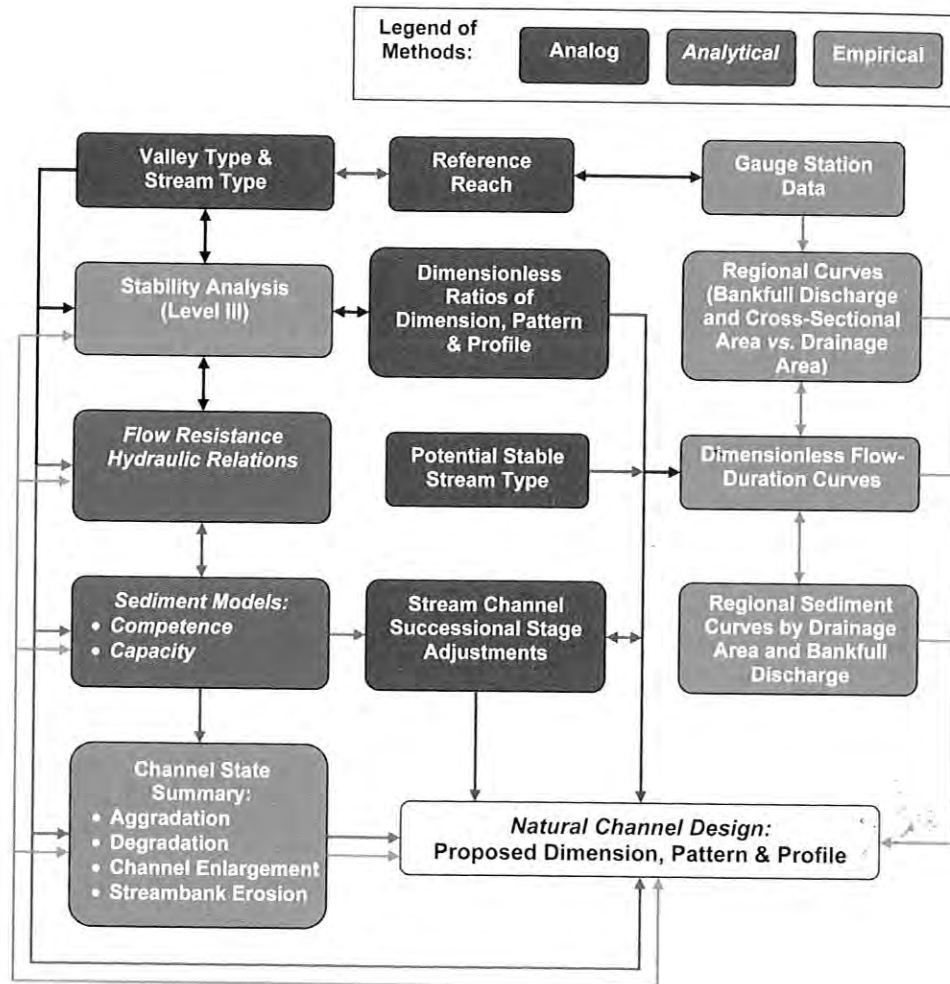 Legend of
Methods:
Analog
Analytical
Empirical
Valley Type &
Stream Type
Reference
Reach
Gauge Station
Data
Stability Analysis
(Level III)
Dimensionless
Ratios of
Dimension, Pattern
& Profile
Regional Curves
(Bankfull Discharge
and Cross-Sectional
Area vs. Drainage
Area)
Flow Resistance
Hydraulic Relations
Potential Stable
Stream Type
Dimensionless Flow-
Duration Curves
Sediment Models:
• Competence
• Capacity
Stream Channel
Successional Stage
Adjustments
Regional Sediment
Curves by Drainage
Area and Bankfull
Discharge
Channel State
Summary:
• Aggradation
• Degradation
• Channel Enlargement
• Streambank Erosion
Natural Channel Design:
Proposed Dimension, Pattern & Profile